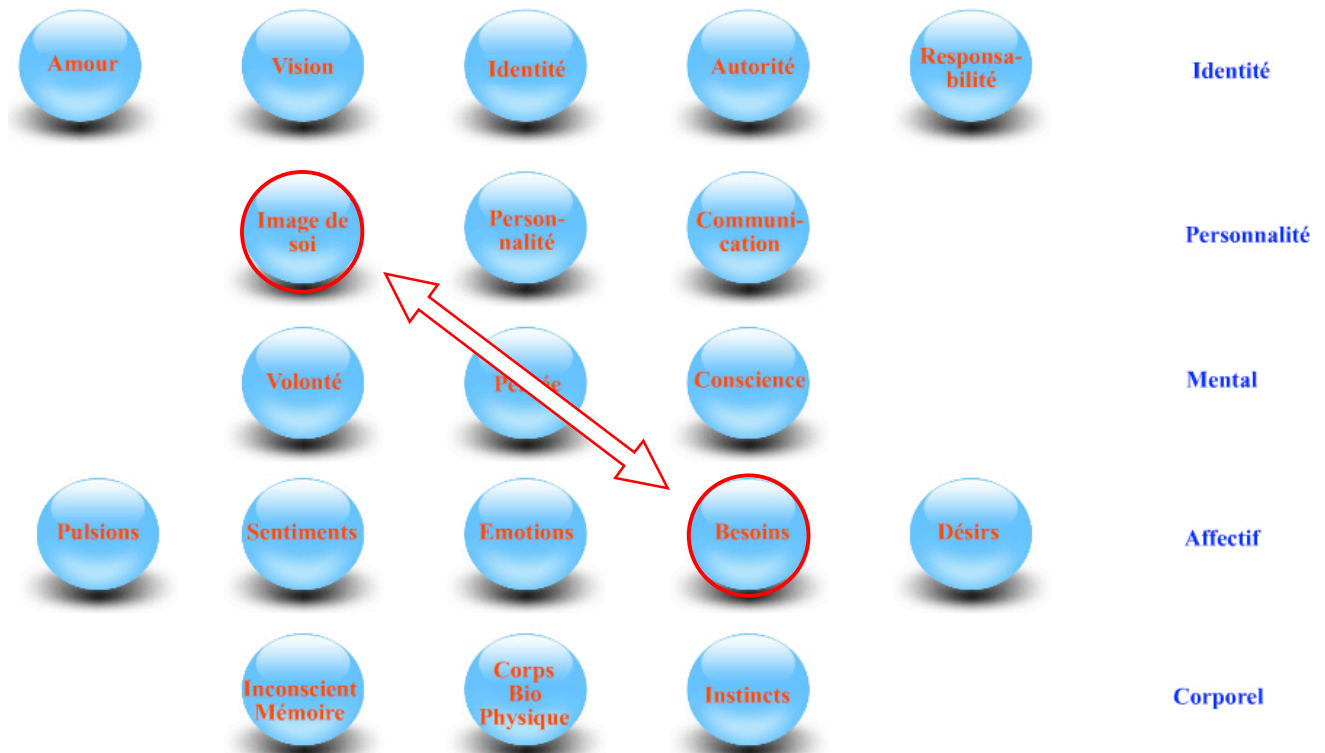 Amour
Vision
Identité
Autorité
Responsa-
bilité
Identité
Image de
soi
Person-
nalité
Communi-
cation
Personnalité
Volonté
Conscience
Mental
Pulsions
Sentiments
Emotions
Besoins
Désirs
Affectif
Inconscient
Mémoire
Corps
Bio
Physique
Instincts
Corporel